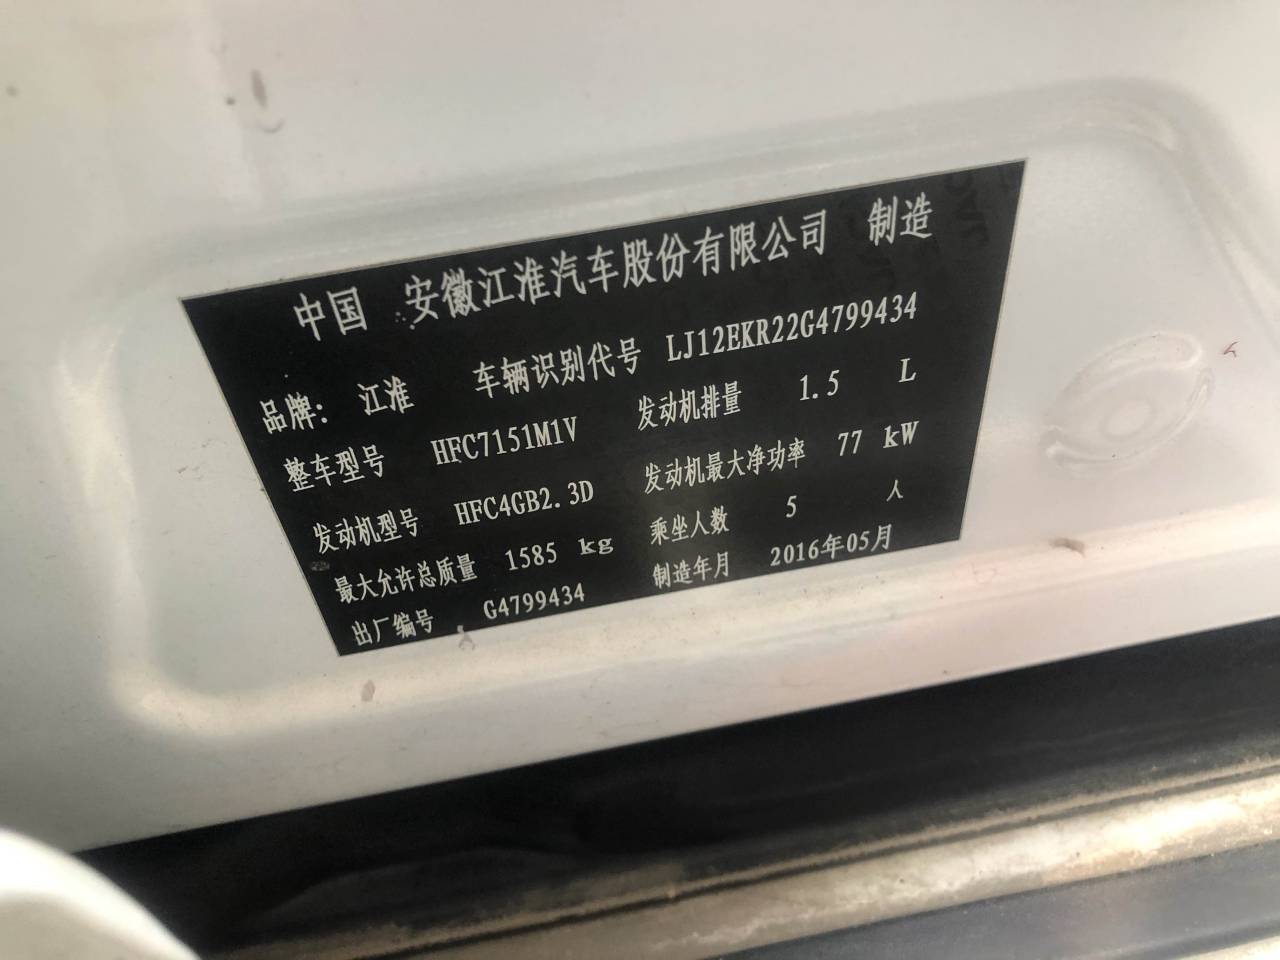 中国 安徽江淮汽车股份有限公司 制造
品牌: 江淮 车辆识别代号 LJ12EKR22G4799434
整车型号 HFC7151M1V 发动机排量 1.5 L
发动机型号 HFC4GB2.3D 发动机最大净功率 77 kW
最大允许总质量 1585 kg 乘坐人数 5 人
出厂编号 G4799434 制造年月 2016年05月